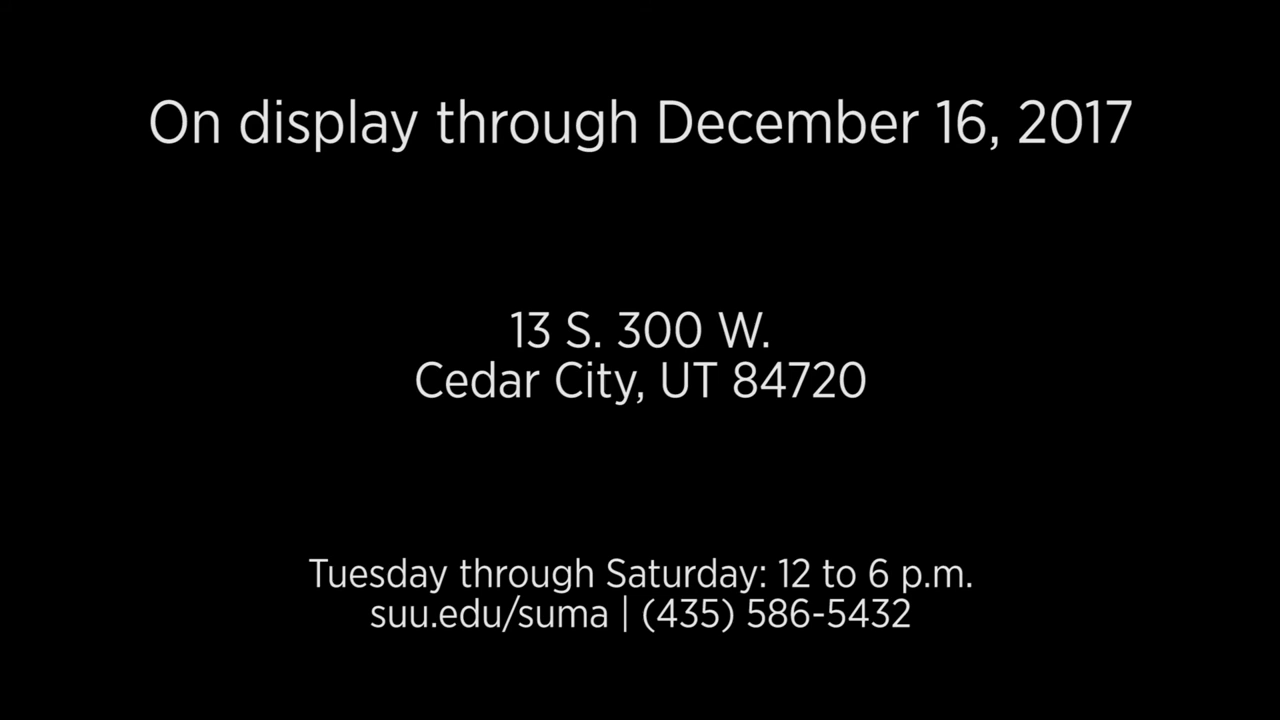 On display through December 16, 2017
13 S. 300 W.
Cedar City, UT 84720
Tuesday through Saturday: 12 to 6 p.m.
suu.edu/suma | (435) 586-5432